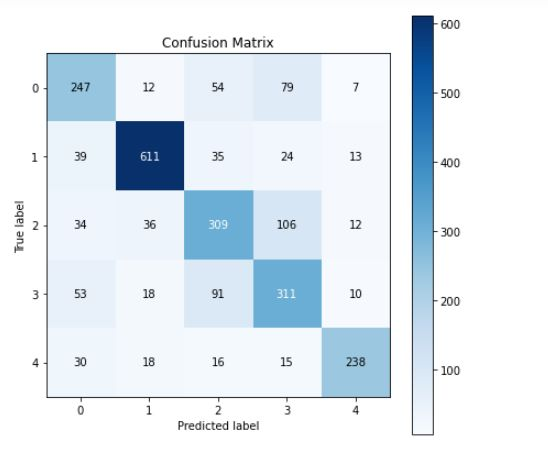 Confusion Matrix
True label
0 247 12 54 79 7
1 39 611 35 24 13
2 34 36 309 106 12
3 53 18 91 311 10
4 30 18 16 15 238
0 1 2 3 4
Predicted label
600
500
400
300
200
100